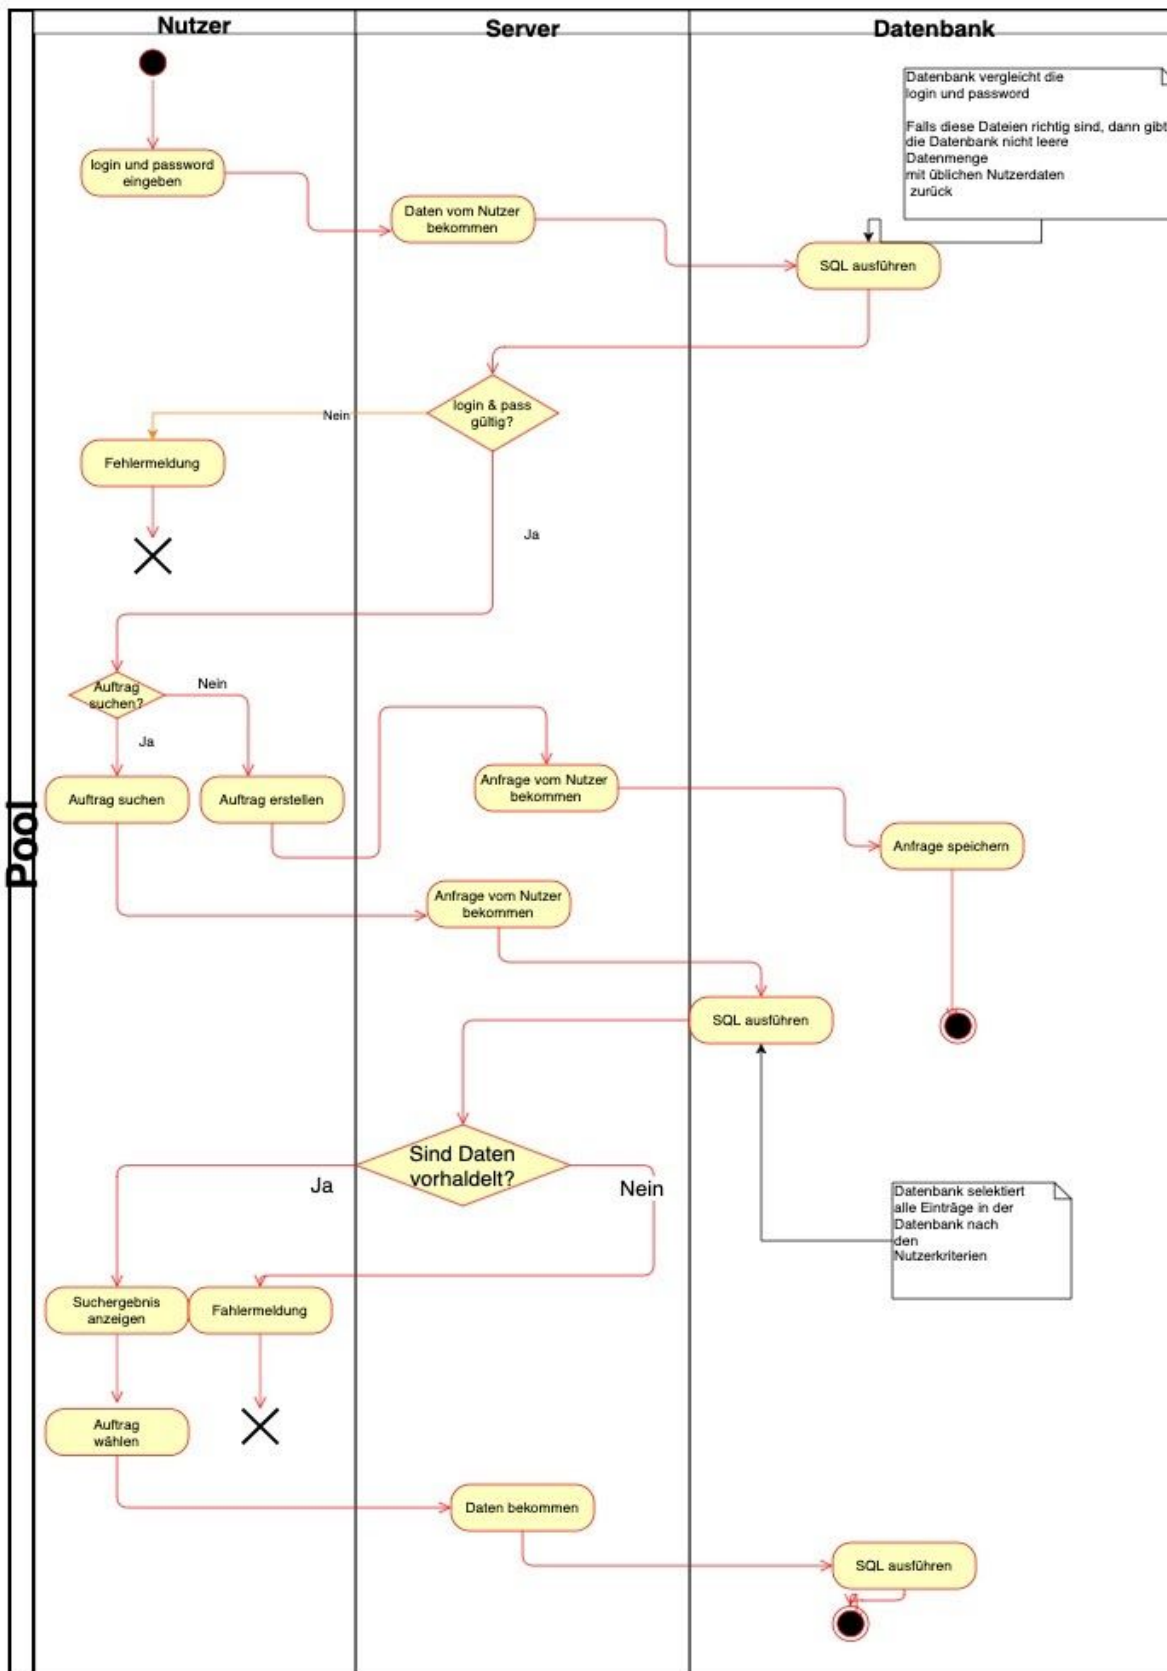 Nutzer
Server
Datenbank
Datenbank vergleicht die
login und password
Falls diese Dateien richtig sind, dann gibt
die Datenbank nicht leere
Datenmenge
mit üblichen Nutzerdaten
zurück
login und password
eingeben
Daten vom Nutzer
bekommen
SQL ausführen
login & pass
gültig?
Nein
Fehlermeldung
Ja
Auftrag
suchen?
Nein
Ja
Auftrag suchen
Auftrag erstellen
Anfrage vom Nutzer
bekommen
Anfrage speichern
Pool
Anfrage vom Nutzer
bekommen
SQL ausführen
Sind Daten
vorhaldelt?
Ja
Nein
Datenbank selektiert
alle Einträge in der
Datenbank nach
den
Nutzerkriterien
Suchergebnis
anzeigen
Fahlermeldung
Auftrag
wählen
Daten bekommen
SQL ausführen